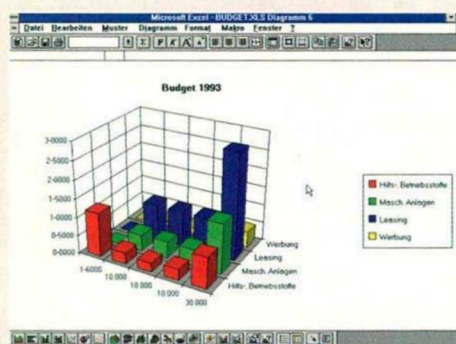 Microsoft Excel - BUDGET.XLS Diagramm 6
Datei Bearbeiten Muster Diagramm Format Makro Fenster ?
Budget 1993
3-0000
2-5000
2-0000
1-5000
1-0000
0-5000
0-0000
1-6000
10.000
10.000
10.000
30.000
Werbung
Leasing
Masch. Anlagen
Hilfs-, Betriebsstoffe
Hilfs-, Betriebsstoffe
Masch. Anlagen
Leasing
Werbung